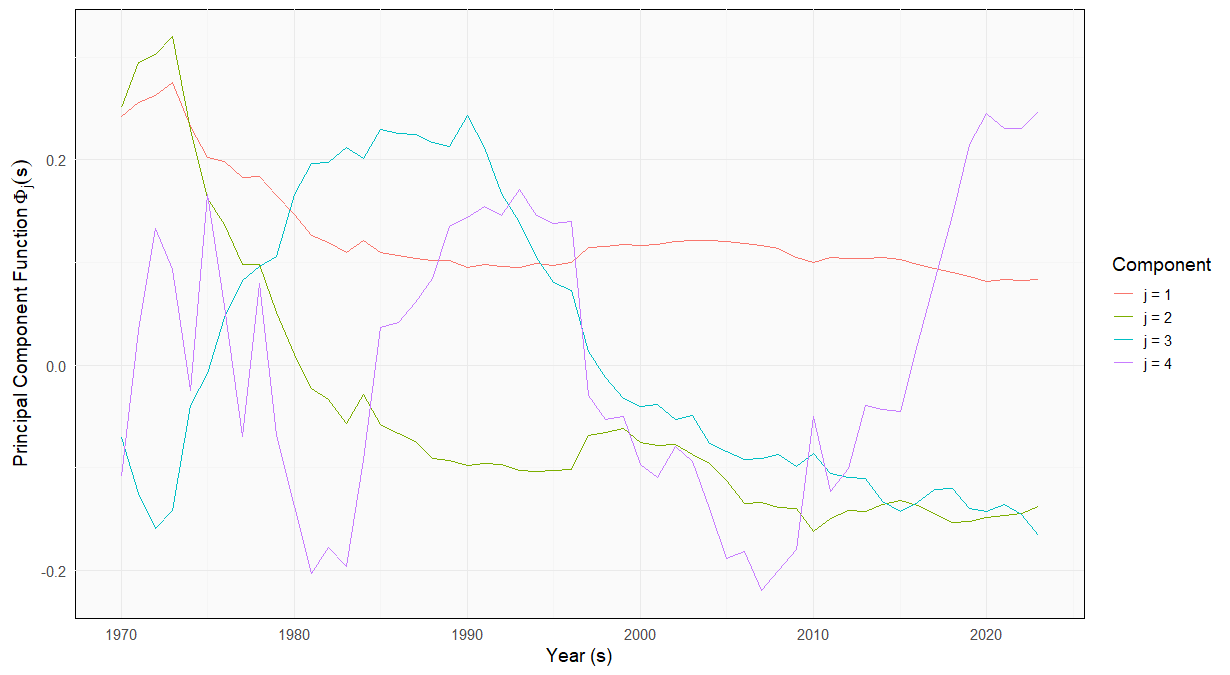 Principal Component Function Φj(s)
0.2
0.0
-0.2
1970
1980
1990
2000
2010
2020
Year (s)
Component
j = 1
j = 2
j = 3
j = 4